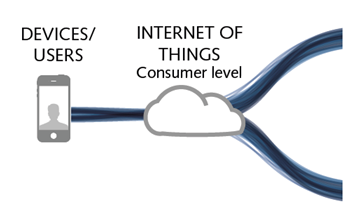 DEVICES/
USERS
INTERNET OF
THINGS
Consumer level